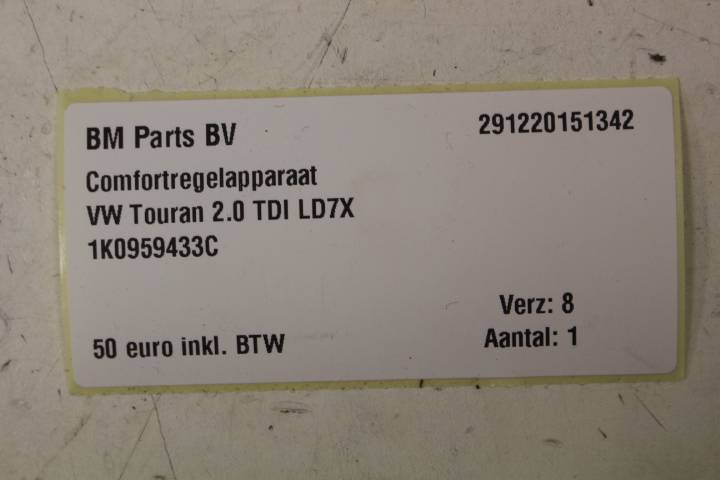 BM Parts BV 291220151342
Comfortregelapparaat
VW Touran 2.0 TDI LD7X
1K0959433C
Verz: 8
50 euro inkl. BTW Aantal: 1